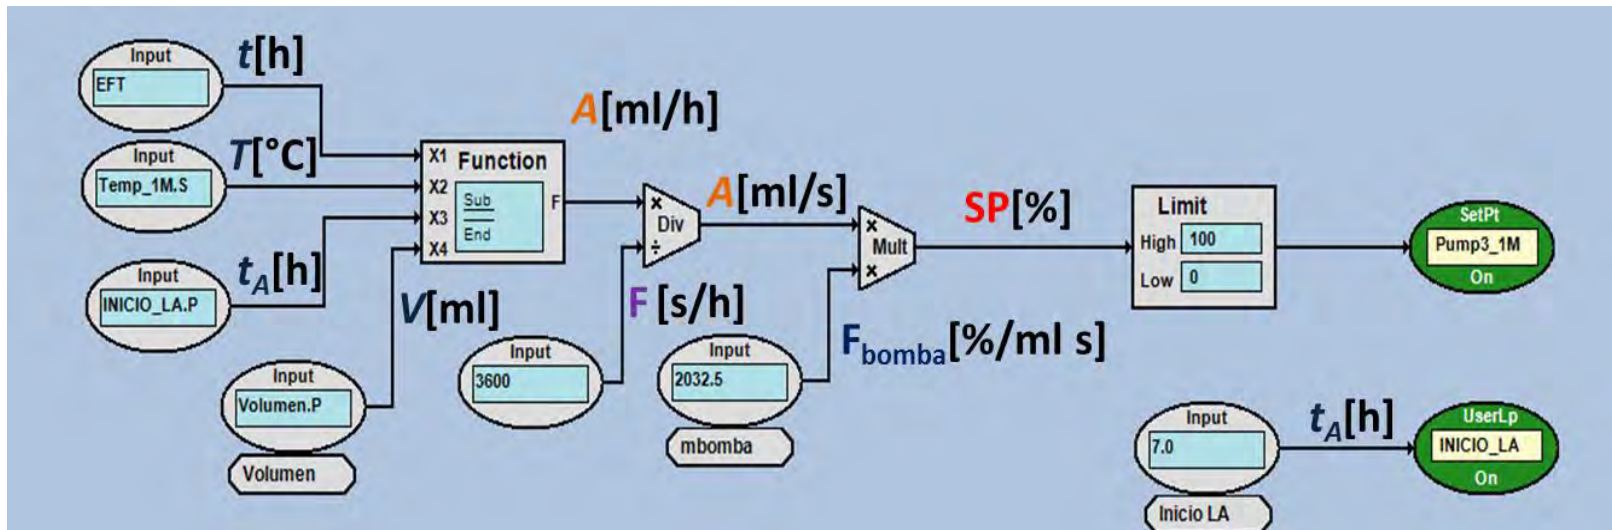 Input
EFT
t[h]
Input
Temp_1M.S
T[°C]
Input
INICIO_LA.P
tA[h]
Input
Volumen.P
Volumen
V[ml]
X1
X2
X3
X4
Function
Sub
End
F
A[ml/h]
×
Div
÷
Input
3600
F [s/h]
A[ml/s]
×
Mult
×
Input
2032.5
mbomba
Fbomba[%/ml s]
SP[%]
Limit
High 100
Low 0
SetPt
Pump3_1M
On
Input
7.0
Inicio LA
tA[h]
UserLp
INICIO_LA
On